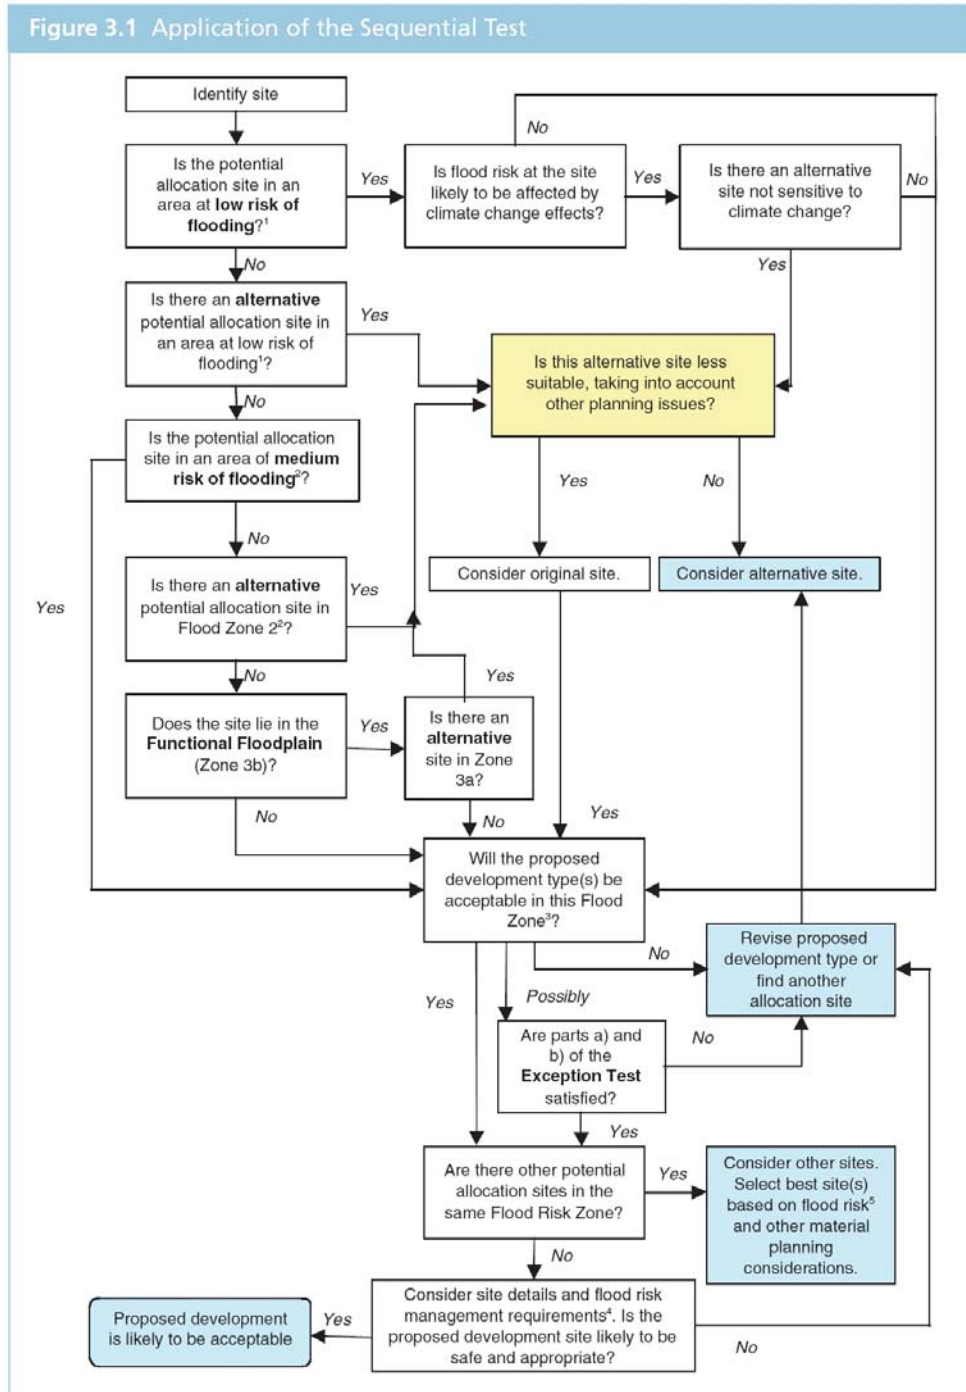 Figure 3.1 Application of the Sequential Test
Identify site
No
Is the potential
allocation site in an
area at low risk of
flooding?¹
Yes
Is flood risk at the site
likely to be affected by
climate change effects?
Yes
Is there an alternative
site not sensitive to
climate change?
No
No
Yes
Is there an alternative
potential allocation site in
an area at low risk of
flooding¹?
Yes
Is this alternative site less
suitable, taking into account
other planning issues?
No
Is the potential allocation
site in an area of medium
risk of flooding²?
Yes
No
No
Is there an alternative
potential allocation site in
Flood Zone 2²?
Yes
Consider original site.
Consider alternative site.
Yes
No
Yes
Does the site lie in the
Functional Floodplain
(Zone 3b)?
Yes
Is there an
alternative
site in Zone
3a?
No
No
Yes
Will the proposed
development type(s) be
acceptable in this Flood
Zone³?
No
Revise proposed
development type or
find another
allocation site
Yes
Possibly
Are parts a) and
b) of the
Exception Test
satisfied?
No
Yes
Are there other potential
allocation sites in the
same Flood Risk Zone?
Yes
Consider other sites.
Select best site(s)
based on flood risk⁵
and other material
planning
considerations.
No
Consider site details and flood risk
management requirements⁴. Is the
proposed development site likely to be
safe and appropriate?
Yes
Proposed development
is likely to be acceptable
No